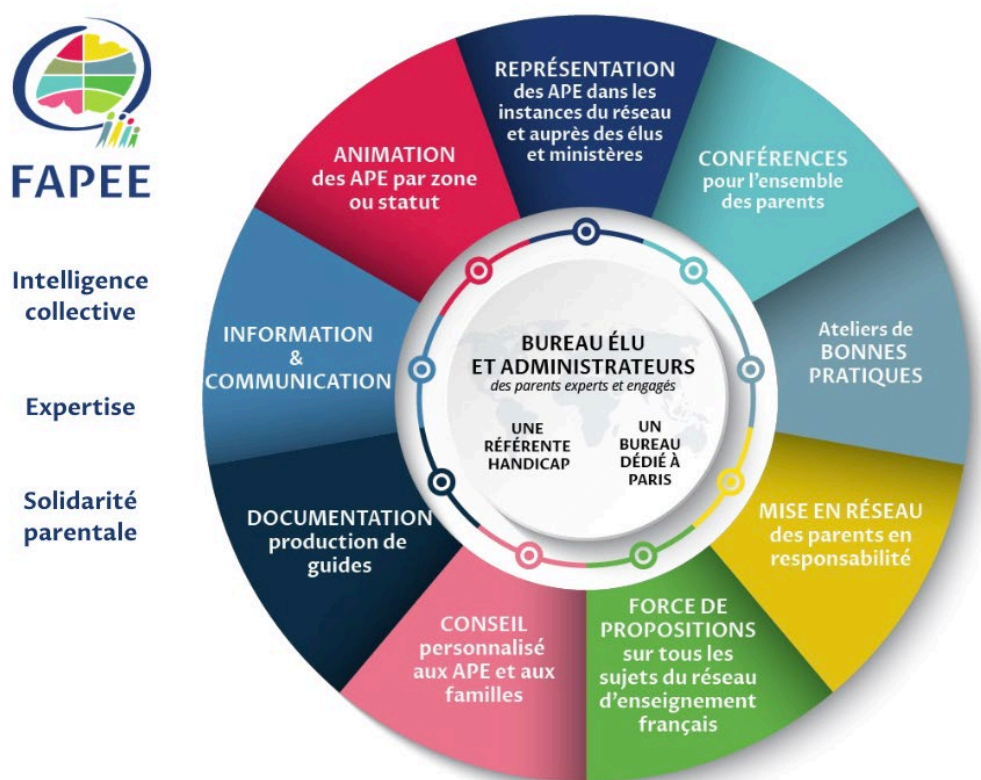 FAPEE
Intelligence
collective
Expertise
Solidarité
parentale
REPRÉSENTATION
des APE dans les
instances du réseau
et auprès des élus
et ministères
CONFÉRENCES
pour l'ensemble
des parents
Ateliers de
BONNES
PRATIQUES
MISE EN RÉSEAU
des parents en
responsabilité
FORCE DE
PROPOSITIONS
sur tous les
sujets du réseau
d'enseignement
français
CONSEIL
personnalisé
aux APE et aux
familles
DOCUMENTATION
production de
guides
INFORMATION
&
COMMUNICATION
ANIMATION
des APE par zone
ou statut
BUREAU ÉLU
ET ADMINISTRATEURS
des parents experts et engagés
UNE
RÉFÉRENTE
HANDICAP
UN
BUREAU
DÉDIÉ À
PARIS